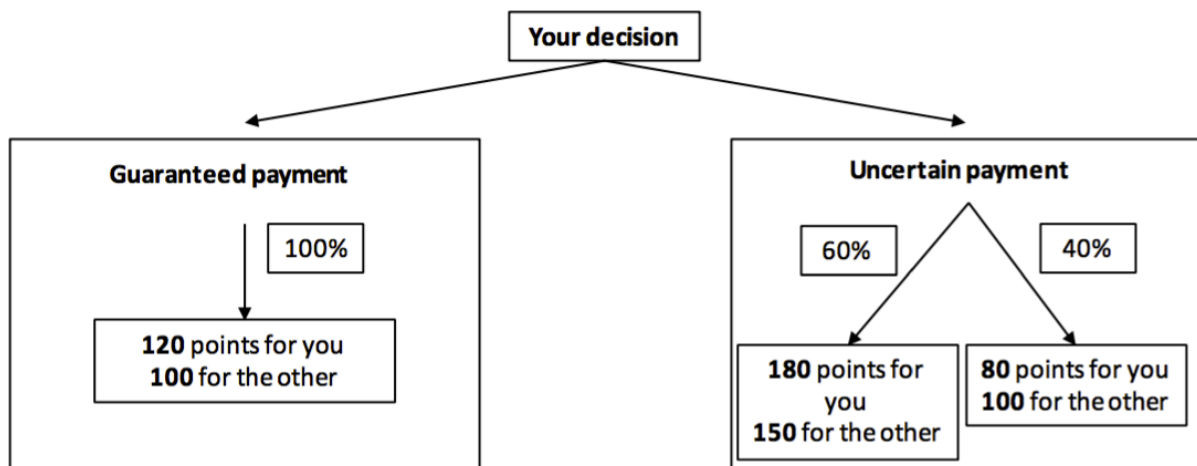 Your decision
Guaranteed payment
100%
120 points for you
100 for the other
Uncertain payment
60%
40%
180 points for
you
150 for the other
80 points for you
100 for the other